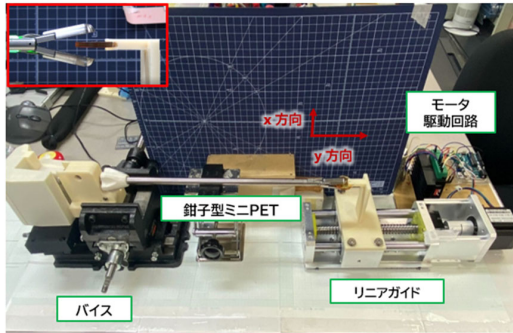 x 方向
y 方向
モータ
駆動回路
鉗子型ミニPET
リニアガイド
バイス